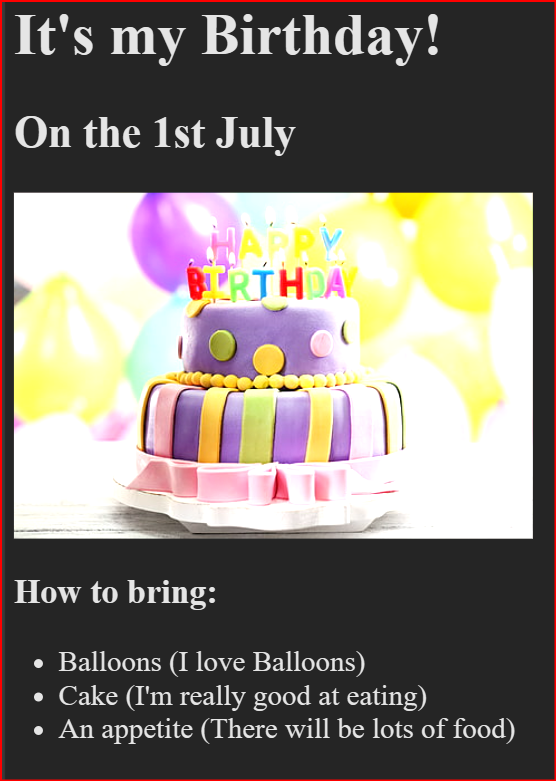 It's my Birthday!
On the 1st July
HAPPY
BIRTHDAY
How to bring:
Balloons (I love Balloons)
Cake (I'm really good at eating)
An appetite (There will be lots of food)